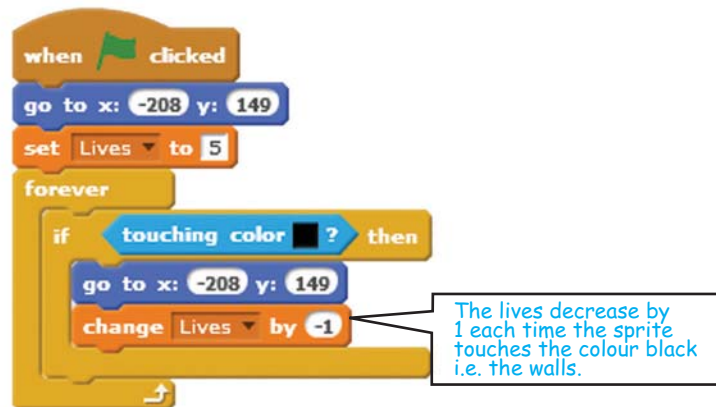 when clicked
go to x: -208 y: 149
set Lives to 5
forever
if touching color ? then
go to x: -208 y: 149
change Lives by -1
The lives decrease by
1 each time the sprite
touches the colour black
i.e. the walls.